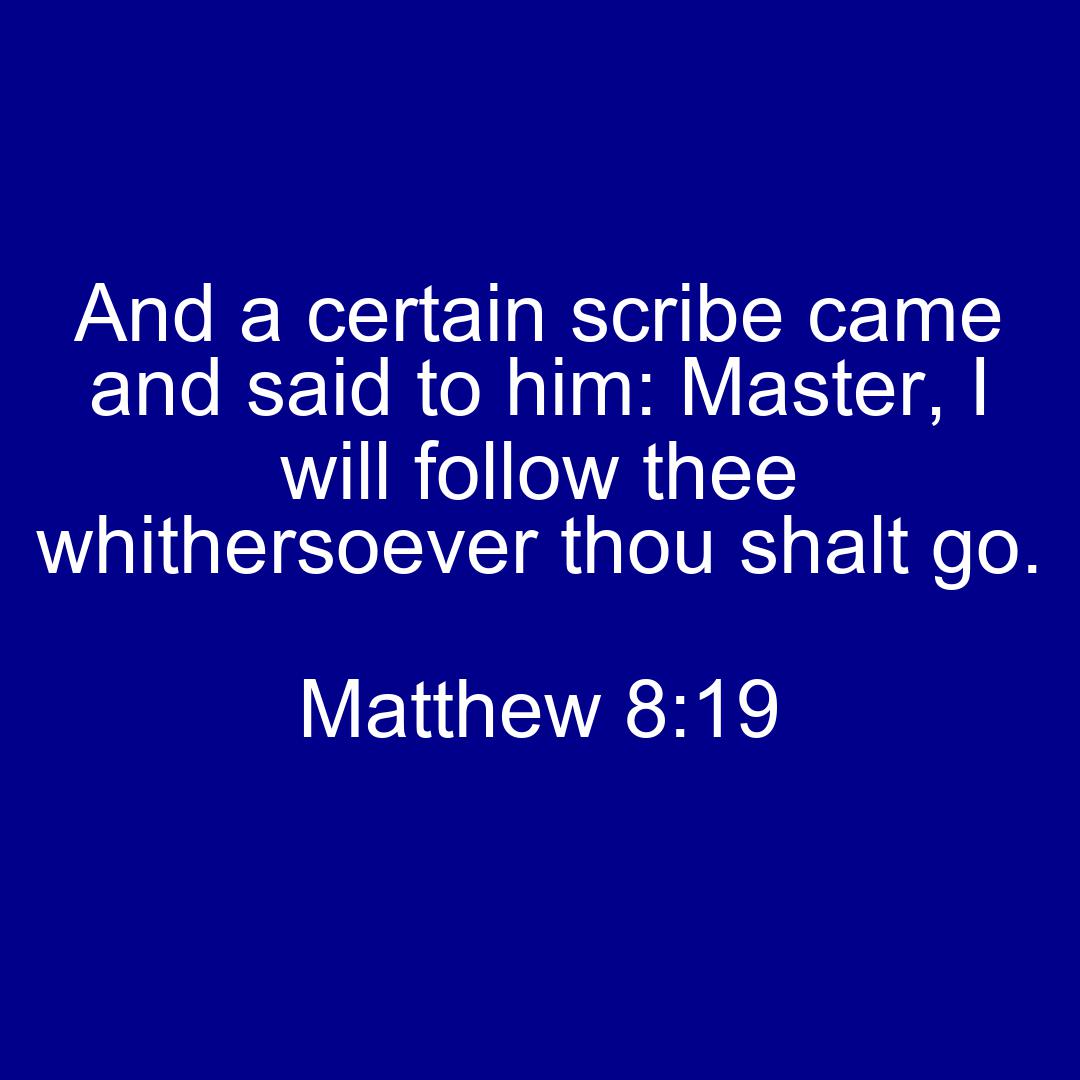 And a certain scribe came
and said to him: Master, I
will follow thee
whithersoever thou shalt go.
Matthew 8:19